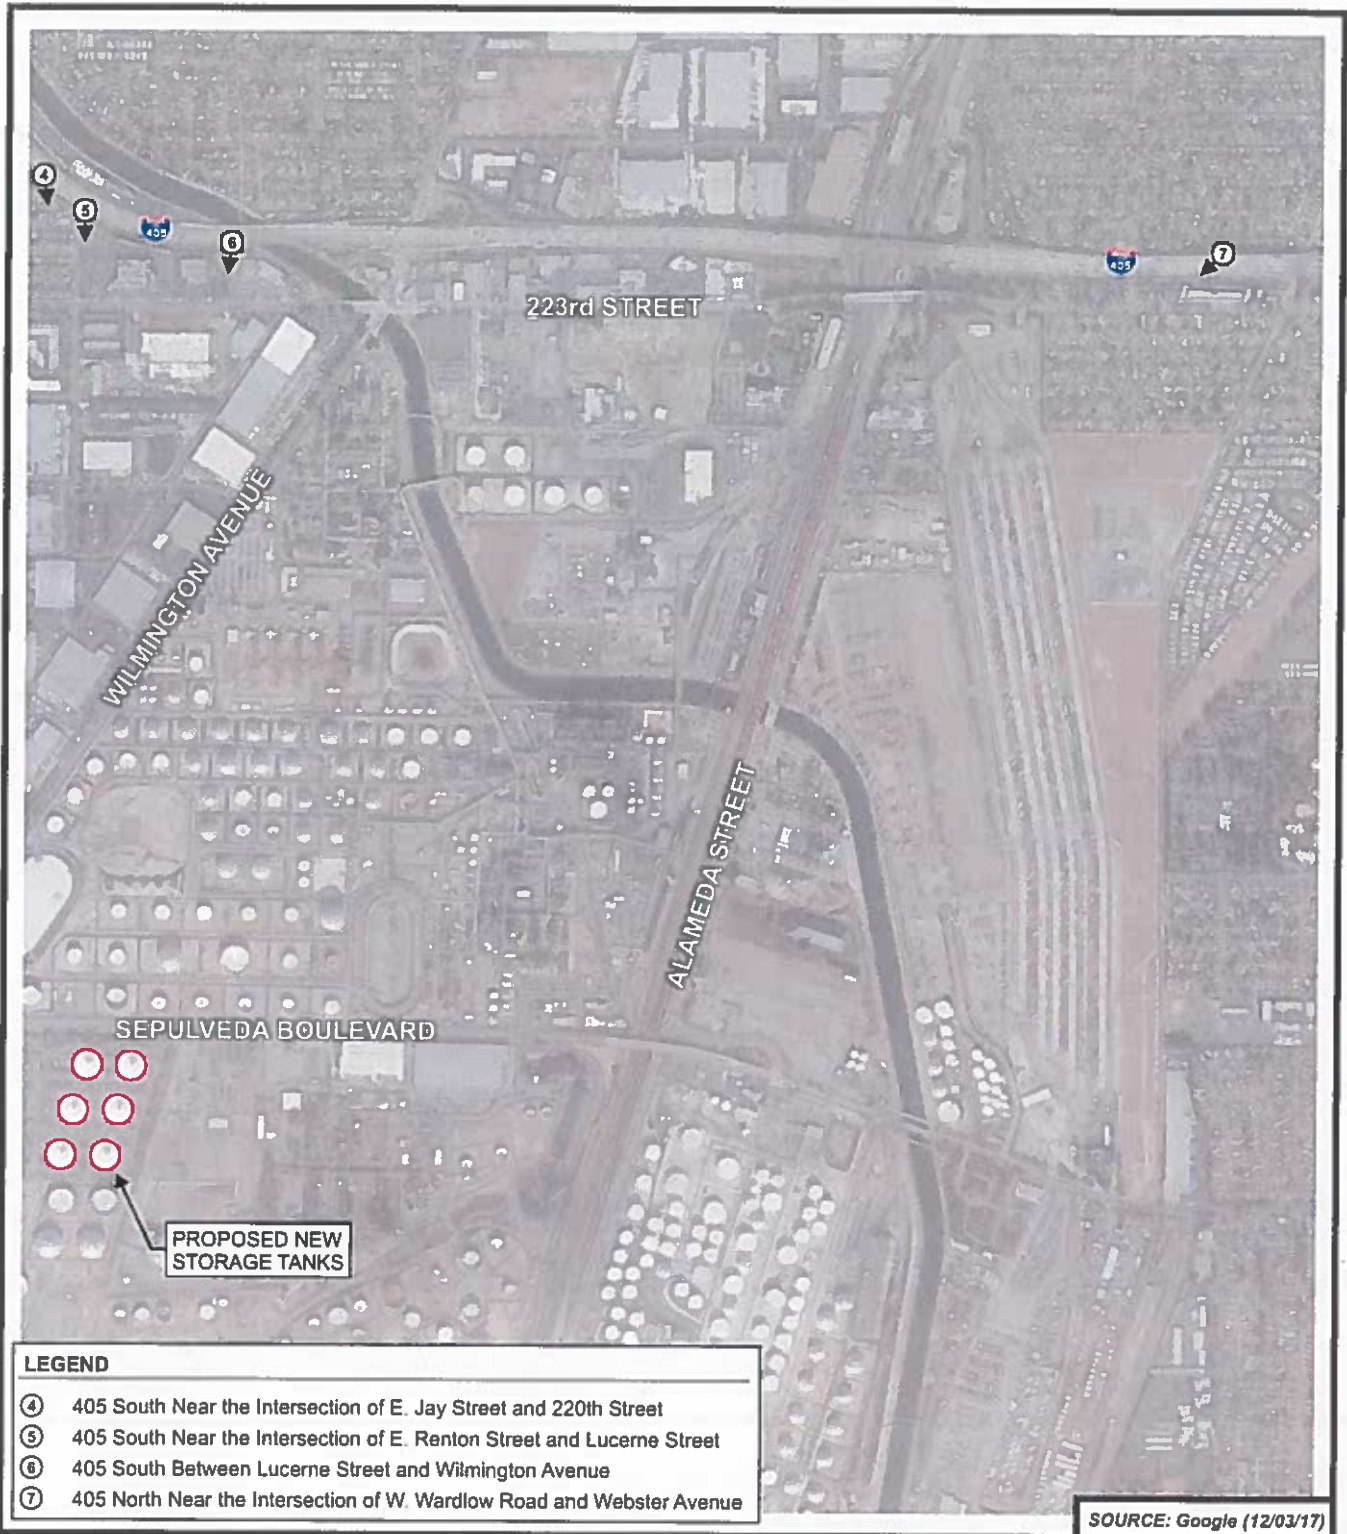 4
5
405
6
405
7
223rd STREET
WILMINGTON AVENUE
ALAMEDA STREET
SEPULVEDA BOULEVARD
PROPOSED NEW
STORAGE TANKS
LEGEND
4 405 South Near the Intersection of E. Jay Street and 220th Street
5 405 South Near the Intersection of E. Renton Street and Lucerne Street
6 405 South Between Lucerne Street and Wilmington Avenue
7 405 North Near the Intersection of W. Wardlow Road and Webster Avenue
SOURCE: Google (12/03/17)